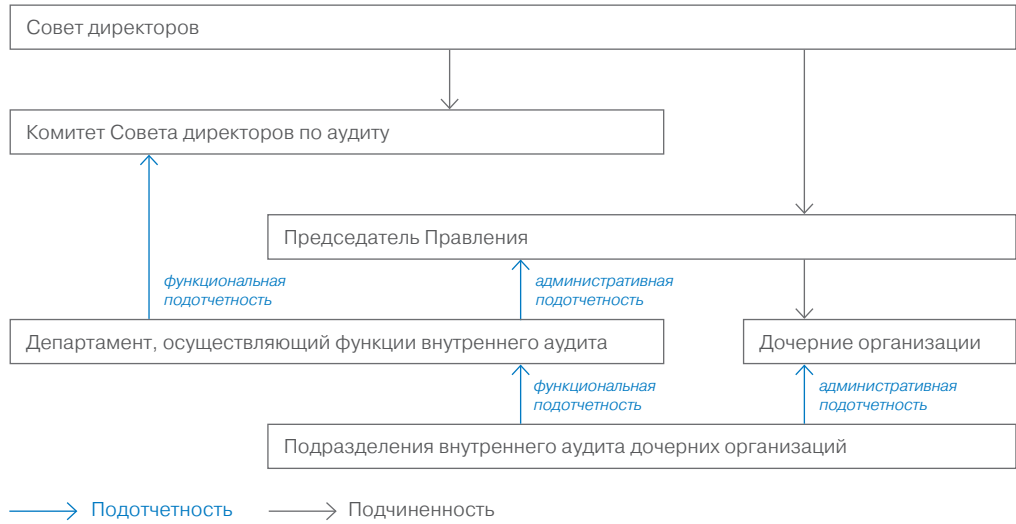 Совет директоров
Комитет Совета директоров по аудиту
Председатель Правления
функциональная
подотчетность
административная
подотчетность
Департамент, осуществляющий функции внутреннего аудита
Дочерние организации
функциональная
подотчетность
административная
подотчетность
Подразделения внутреннего аудита дочерних организаций
Подотчетность
Подчиненность